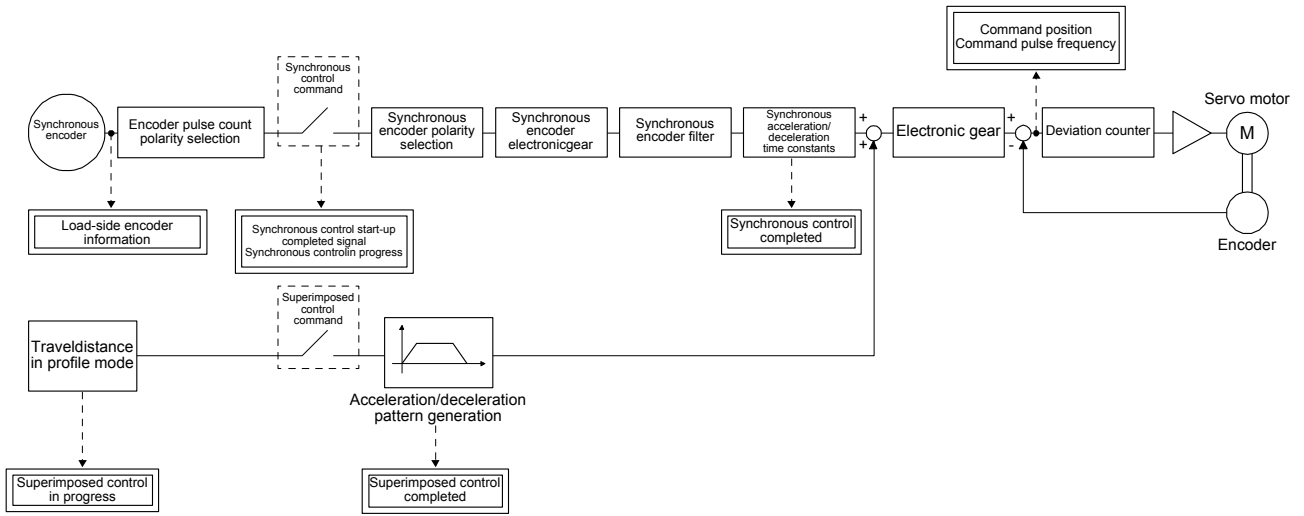 Command position
Command pulse frequency
Synchronous
control
command
Synchronous
encoder
Encoder pulse count
polarity selection
Synchronous
encoder polarity
selection
Synchronous
encoder
electronicgear
Synchronous
encoder filter
Synchronous
acceleration/
deceleration
time constants
+
+
Electronic gear
+
-
Deviation counter
Servo motor
M
Encoder
Load-side encoder
information
Synchronous control start-up
completed signal
Synchronous controlin progress
Synchronous control
completed
Superimposed
control
command
Traveldistance
in profile mode
Acceleration/deceleration
pattern generation
Superimposed control
in progress
Superimposed control
completed